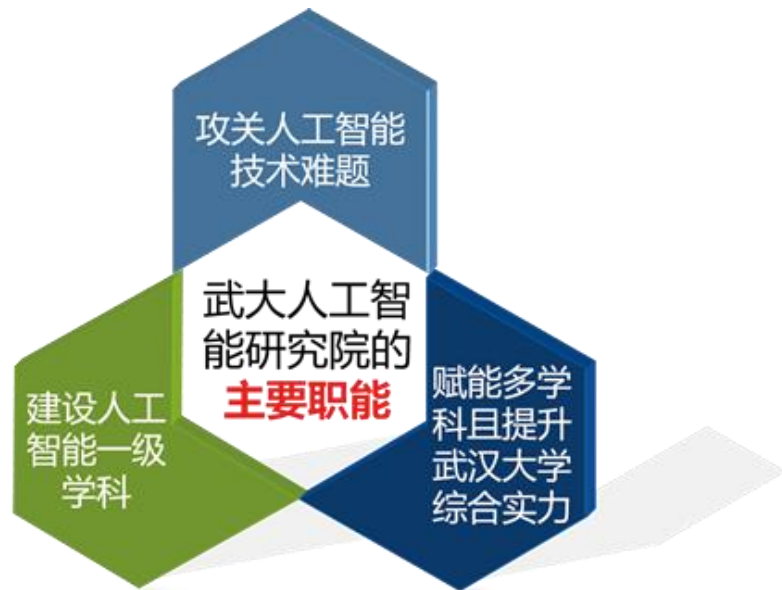 攻关人工智能
技术难题
武大人工智
能研究院的
主要职能
建设人工
智能一级
学科
赋能多学
科且提升
武汉大学
综合实力